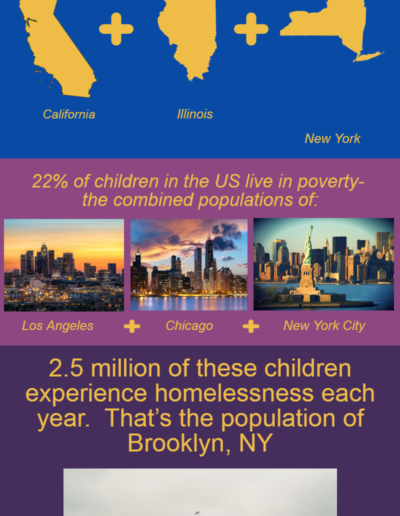 California
Illinois
New York
22% of children in the US live in poverty-
the combined populations of:
Los Angeles + Chicago + New York City
2.5 million of these children
experience homelessness each
year.  That's the population of
Brooklyn, NY